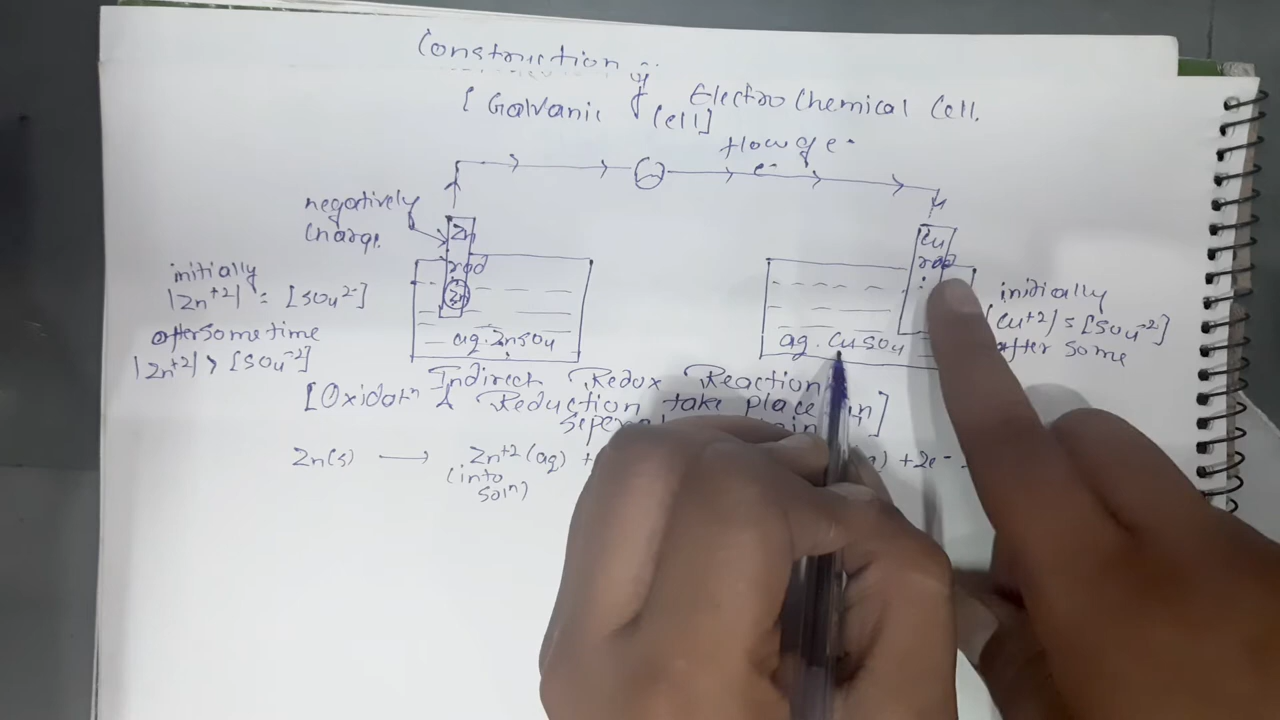 Construction of Electro Chemical Cell.
[ Galvanic Cell]
flow of e-
e-
negatively
Charge
Zn
rod
Zn
Cu
rod
initially
|Zn+2| = [SO4 2-]
after some time
|Zn+2| > [SO4-2]
aq. ZnSO4
aq. CuSO4
initially
[Cu+2] = [SO4-2]
after some
Indirect Redox Reaction
[Oxidatn & Reduction take place in]
Zn(s) ⟶ Zn+2 (aq) +
+2e-
(into
soln)